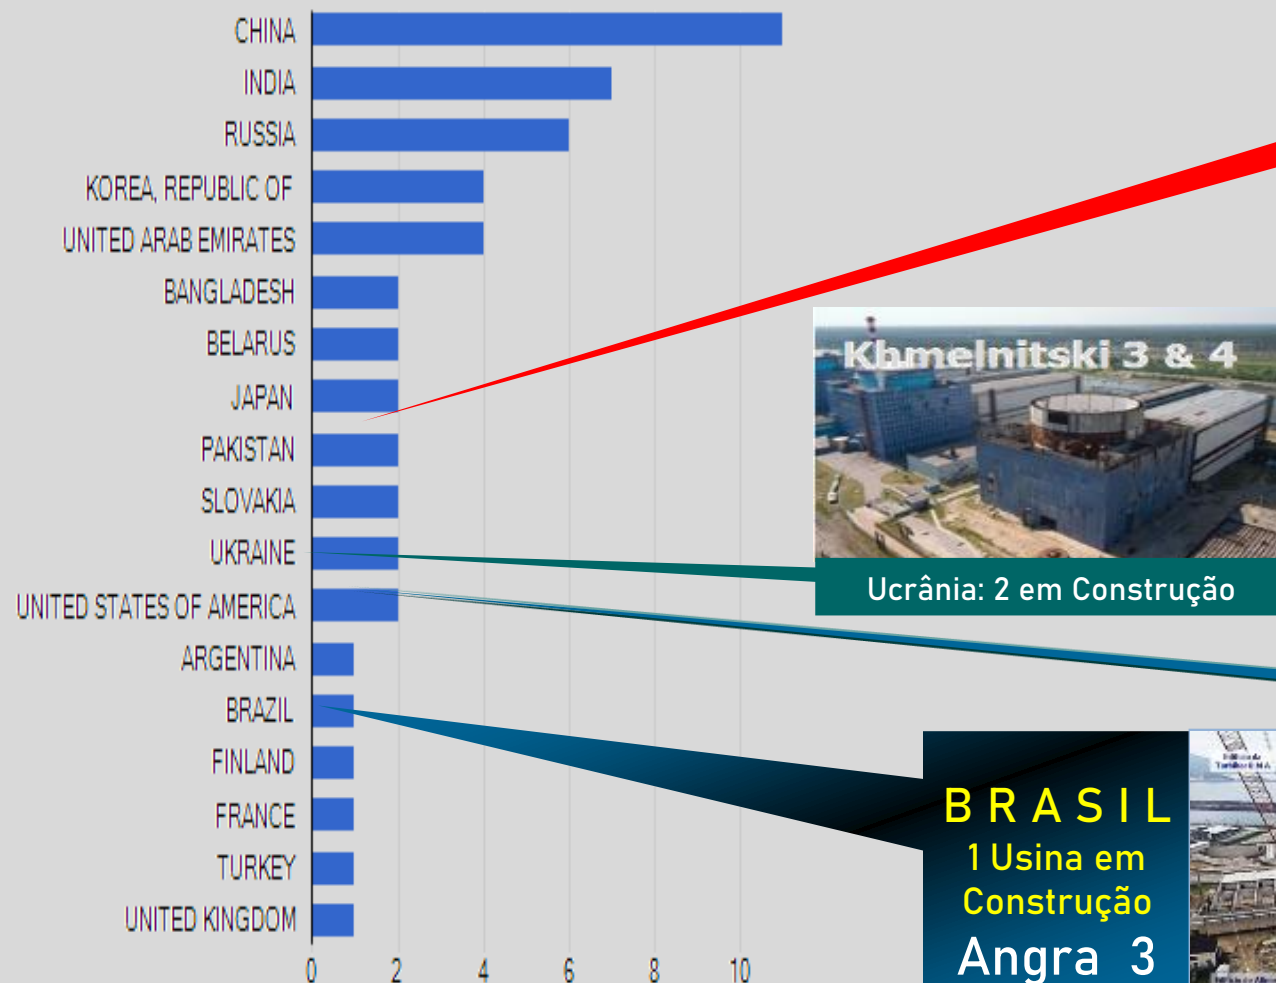 CHINA
INDIA
RUSSIA
KOREA, REPUBLIC OF
UNITED ARAB EMIRATES
BANGLADESH
BELARUS
JAPAN
PAKISTAN
SLOVAKIA
UKRAINE
UNITED STATES OF AMERICA
ARGENTINA
BRAZIL
FINLAND
FRANCE
TURKEY
UNITED KINGDOM
0 2 4 6 8 10
Khmelnitski 3 & 4
Ucrânia: 2 em Construção
BRASIL
1 Usina em
Construção
Angra 3